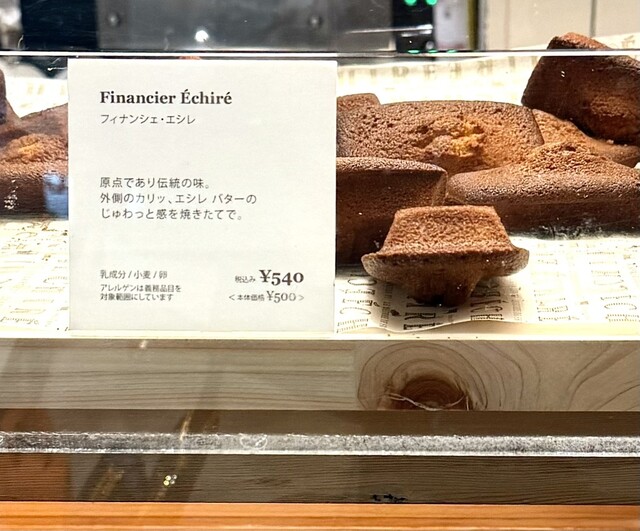 Financier Échiré
フィナンシェ・エシレ
原点であり伝統の味。
外側のカリッ、エシレ バターの
じゅわっと感を焼きたてで。
乳成分 / 小麦 / 卵
アレルゲンは義務品目を
対象範囲にしています
税込み ¥540
＜本体価格 ¥500＞